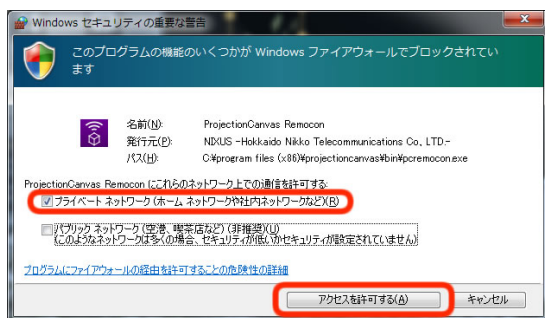 Windows セキュリティの重要な警告
このプログラムの機能のいくつかが Windows ファイアウォールでブロックされてい
ます
名前(N): ProjectionCanvas Remocon
発行元(P): NIXUS -Hokkaido Nikko Telecommunications Co, LTD.-
パス(H): C:¥program files (x86)¥projectioncanvas¥bin¥pcremocon.exe
ProjectionCanvas Remocon にこれらのネットワーク上での通信を許可する:
プライベート ネットワーク (ホーム ネットワークや社内ネットワークなど)(R)
パブリック ネットワーク (空港、喫茶店など) (非推奨)(U)
(このようなネットワークは多くの場合、セキュリティが低いかセキュリティが設定されていません)
プログラムにファイアウォールの経由を許可することの危険性の詳細
アクセスを許可する(A) キャンセル